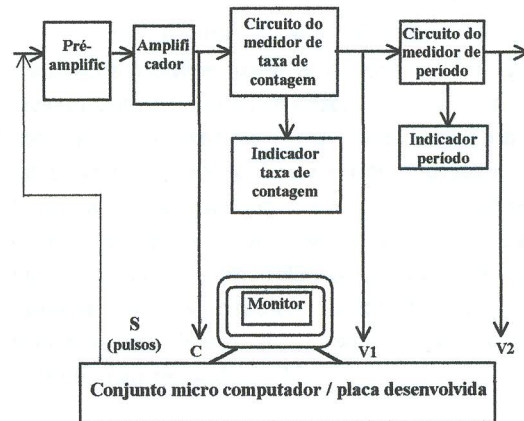 Pré-
amplific
Amplifi
cador
Circuito do
medidor de
taxa de
contagem
Circuito do
medidor de
período
Indicador
taxa de
contagem
Indicador
período
Monitor
S
(pulsos)
C
V1
V2
Conjunto micro computador / placa desenvolvida